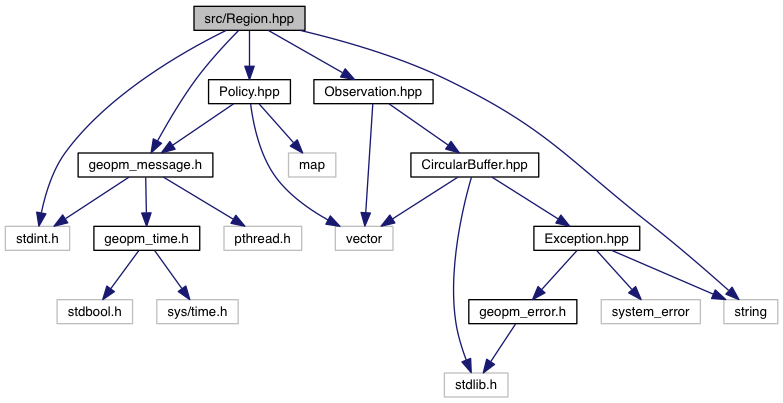 src/Region.hpp
Policy.hpp
Observation.hpp
geopm_message.h
map
CircularBuffer.hpp
stdint.h
geopm_time.h
pthread.h
vector
Exception.hpp
stdbool.h
sys/time.h
geopm_error.h
system_error
string
stdlib.h